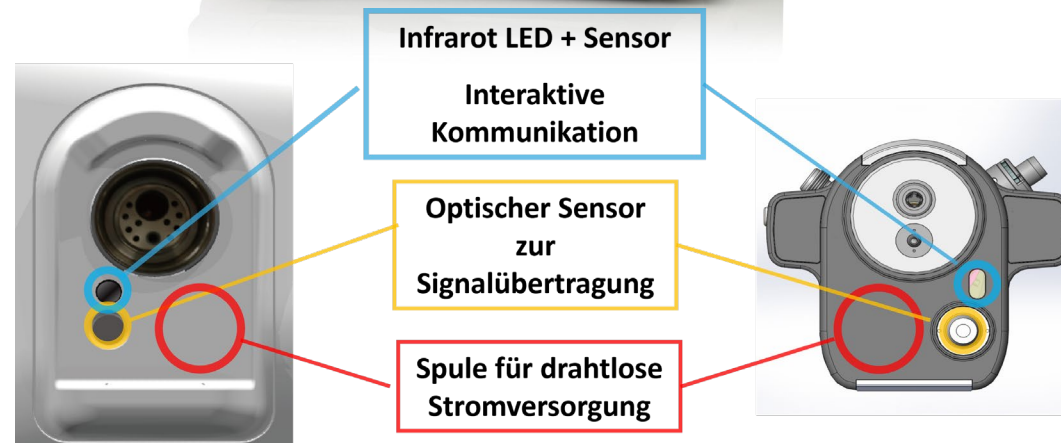 Infrarot LED + Sensor
Interaktive
Kommunikation
Optischer Sensor
zur
Signalübertragung
Spule für drahtlose
Stromversorgung